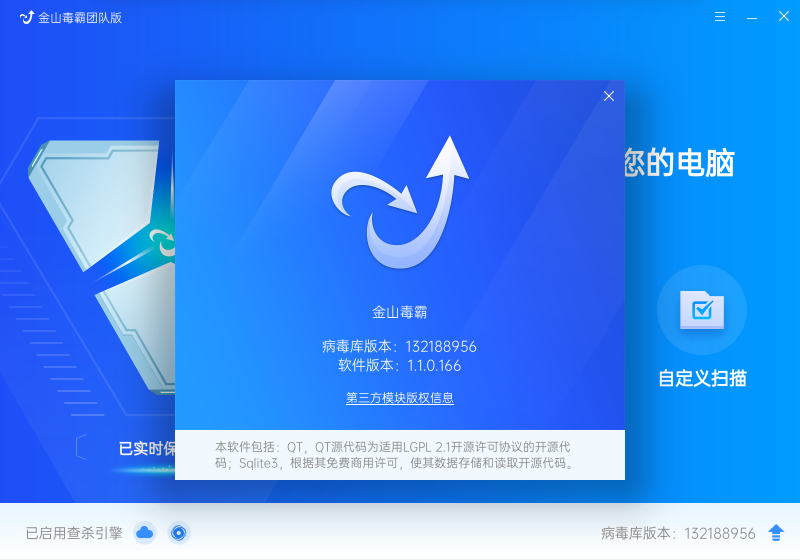 金山毒霸团队版
您的电脑
金山毒霸
病毒库版本：132188956
软件版本：1.1.0.166
第三方模块版权信息
自定义扫描
已实时保
本软件包括：QT，QT源代码为适用LGPL 2.1开源许可协议的开源代
码；Sqlite3，根据其免费商用许可，使其数据存储和读取开源代码。
已启用查杀引擎
病毒库版本：132188956